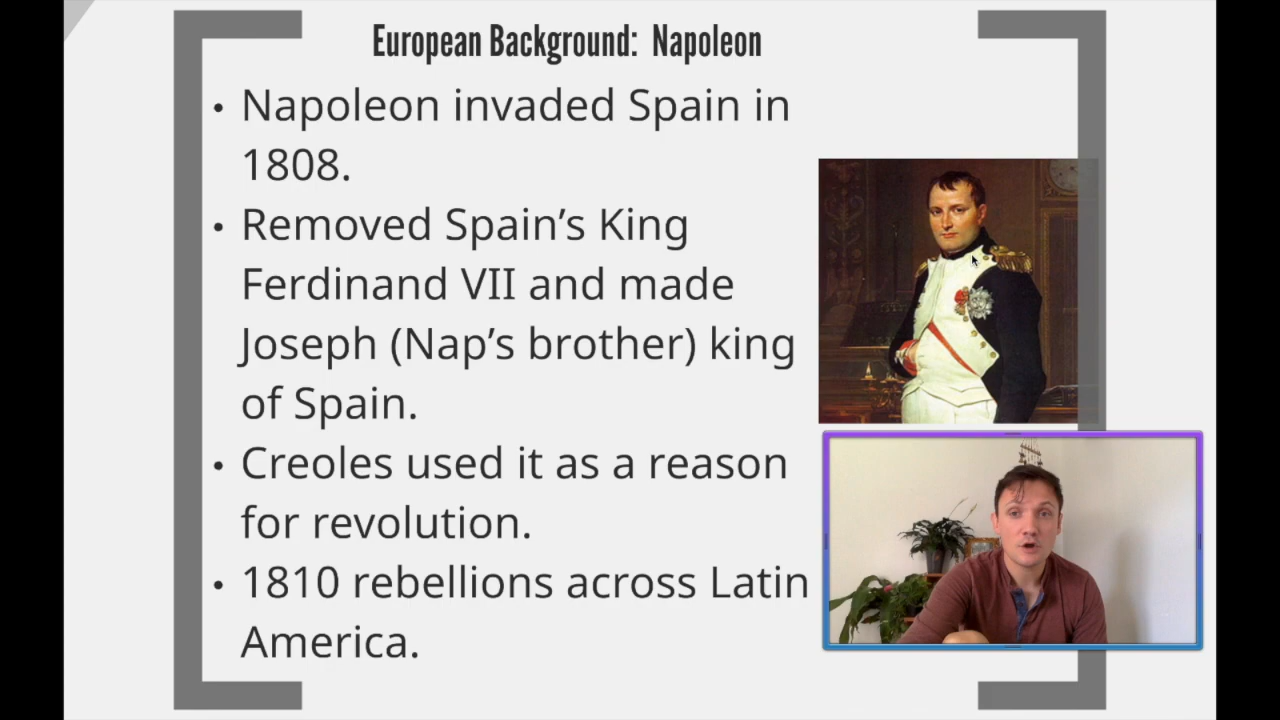 European Background: Napoleon
• Napoleon invaded Spain in
1808.
• Removed Spain’s King
Ferdinand VII and made
Joseph (Nap’s brother) king
of Spain.
• Creoles used it as a reason
for revolution.
• 1810 rebellions across Latin
America.